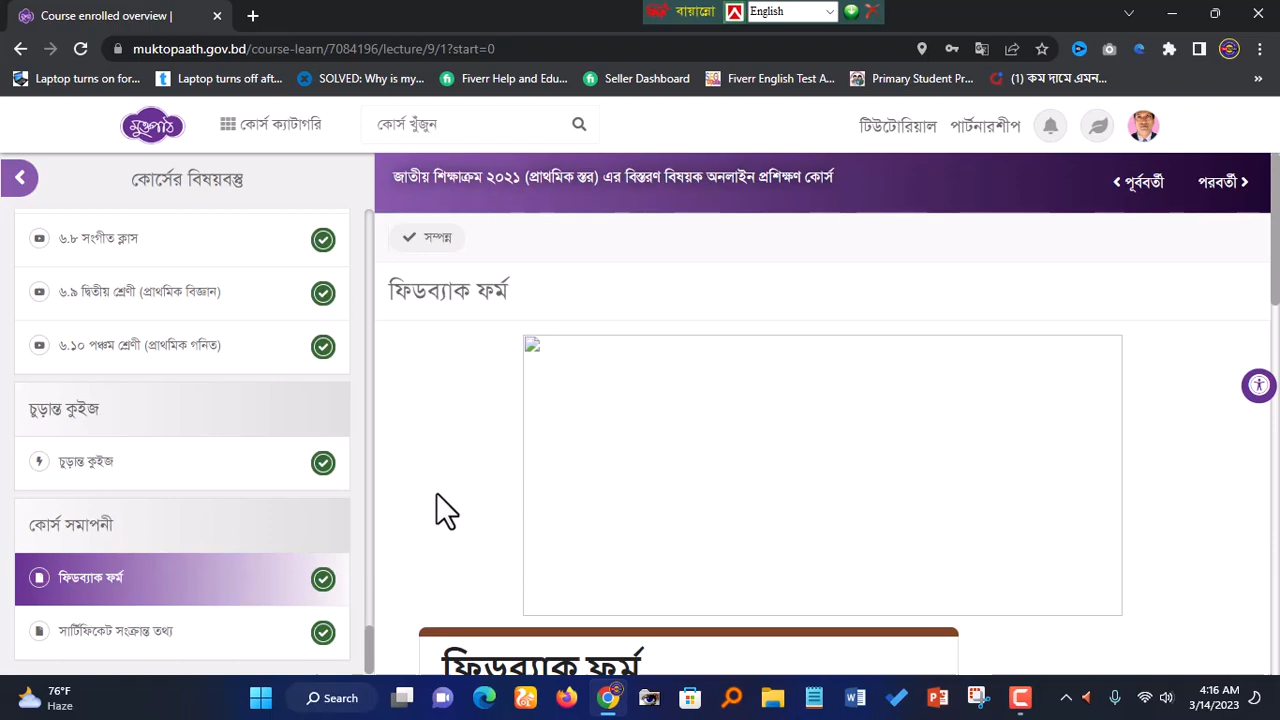 enrolled overview |
বায়ান্নো English
muktopaath.gov.bd/course-learn/7084196/lecture/9/1?start=0
Laptop turns on for... Laptop turns off aft... SOLVED: Why is my... Fiverr Help and Edu... Seller Dashboard Fiverr English Test A... Primary Student Pr... (1) কম দামে এমন... »
মুক্তপাঠ কোর্স ক্যাটাগরি কোর্স খুঁজুন টিউটোরিয়াল পার্টনারশীপ
কোর্সের বিষয়বস্তু
জাতীয় শিক্ষাক্রম ২০২১ (প্রাথমিক স্তর) এর বিস্তরণ বিষয়ক অনলাইন প্রশিক্ষণ কোর্স
পূর্ববর্তী পরবর্তী
৬.৮ সংগীত ক্লাস
৬.৯ দ্বিতীয় শ্রেণী (প্রাথমিক বিজ্ঞান)
৬.১০ পঞ্চম শ্রেণী (প্রাথমিক গনিত)
চুড়ান্ত কুইজ
চুড়ান্ত কুইজ
কোর্স সমাপনী
ফিডব্যাক ফর্ম
সার্টিফিকেট সংক্রান্ত তথ্য
সম্পন্ন
ফিডব্যাক ফর্ম
ফিডব্যাক ফর্ম
76°F
Haze
Search
4:16 AM
3/14/2023